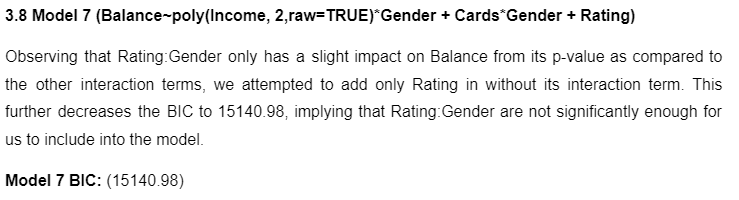 3.8 Model 7 (Balance~poly(Income, 2,raw=TRUE)*Gender + Cards*Gender + Rating)
Observing that Rating:Gender only has a slight impact on Balance from its p-value as compared to
the other interaction terms, we attempted to add only Rating in without its interaction term. This
further decreases the BIC to 15140.98, implying that Rating:Gender are not significantly enough for
us to include into the model.
Model 7 BIC: (15140.98)